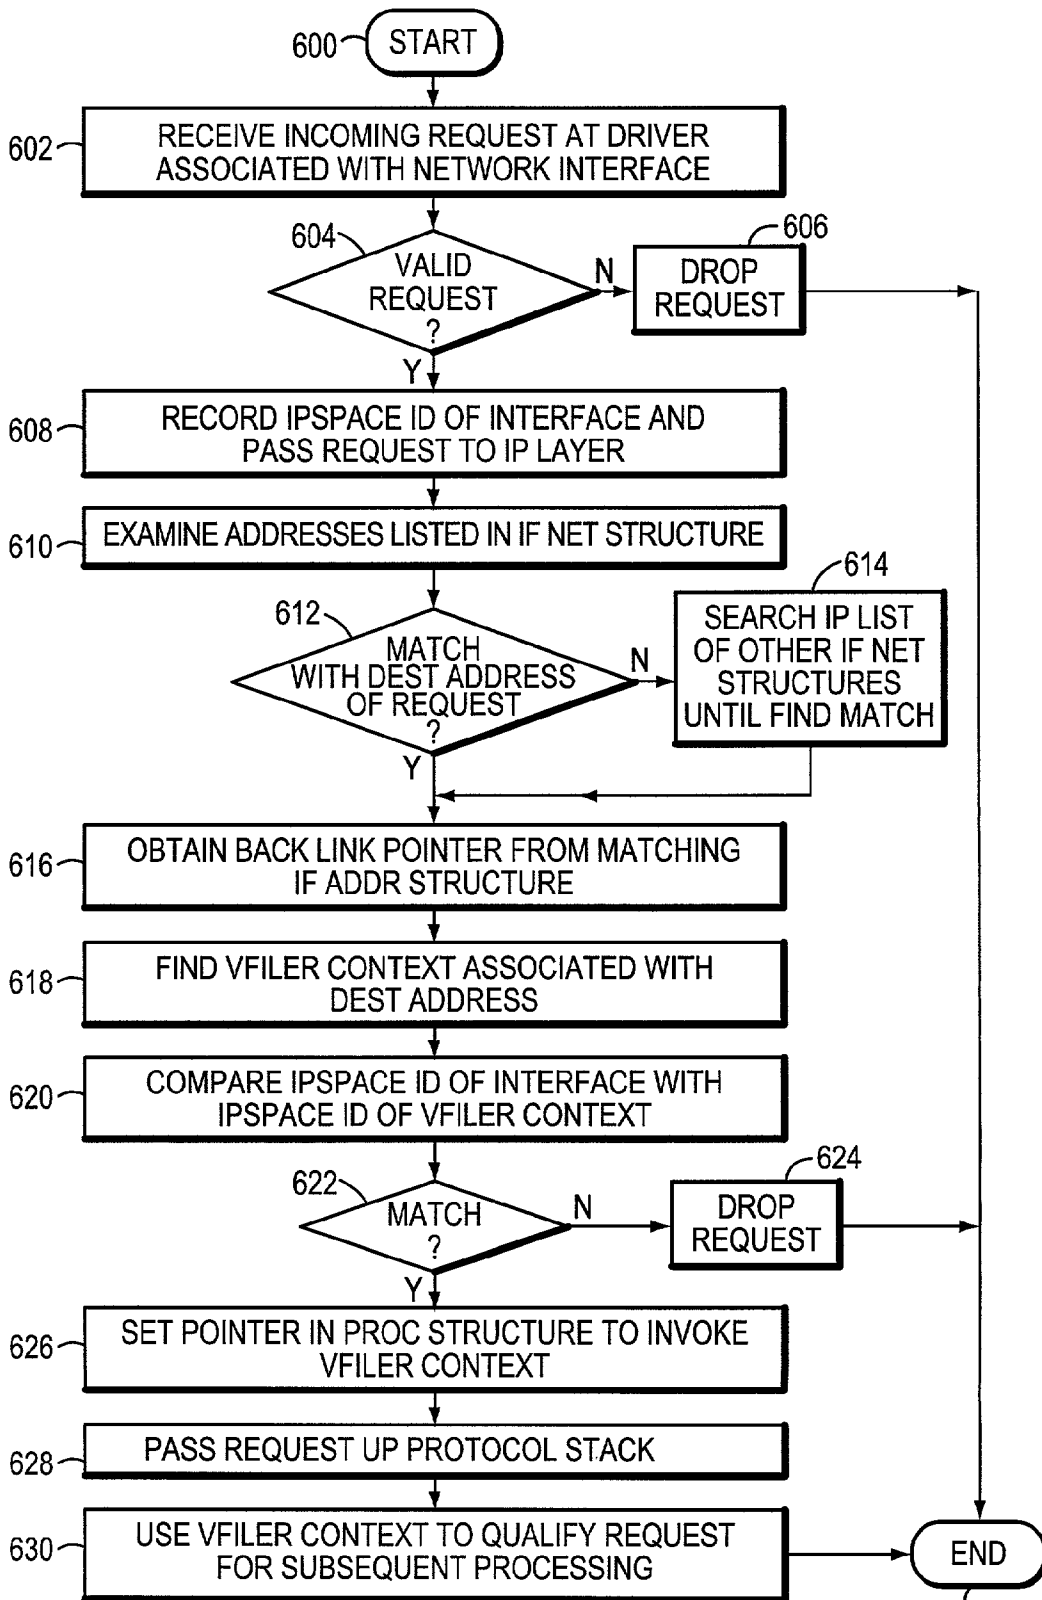 START
600
RECEIVE INCOMING REQUEST AT DRIVER
ASSOCIATED WITH NETWORK INTERFACE
602
604
VALID
REQUEST
?
N
Y
606
DROP
REQUEST
RECORD IPSPACE ID OF INTERFACE AND
PASS REQUEST TO IP LAYER
608
EXAMINE ADDRESSES LISTED IN IF NET STRUCTURE
610
612
MATCH
WITH DEST ADDRESS
OF REQUEST
?
N
Y
614
SEARCH IP LIST
OF OTHER IF NET
STRUCTURES
UNTIL FIND MATCH
OBTAIN BACK LINK POINTER FROM MATCHING
IF ADDR STRUCTURE
616
FIND VFILER CONTEXT ASSOCIATED WITH
DEST ADDRESS
618
COMPARE IPSPACE ID OF INTERFACE WITH
IPSPACE ID OF VFILER CONTEXT
620
622
MATCH
?
N
Y
624
DROP
REQUEST
SET POINTER IN PROC STRUCTURE TO INVOKE
VFILER CONTEXT
626
PASS REQUEST UP PROTOCOL STACK
628
USE VFILER CONTEXT TO QUALIFY REQUEST
FOR SUBSEQUENT PROCESSING
630
END